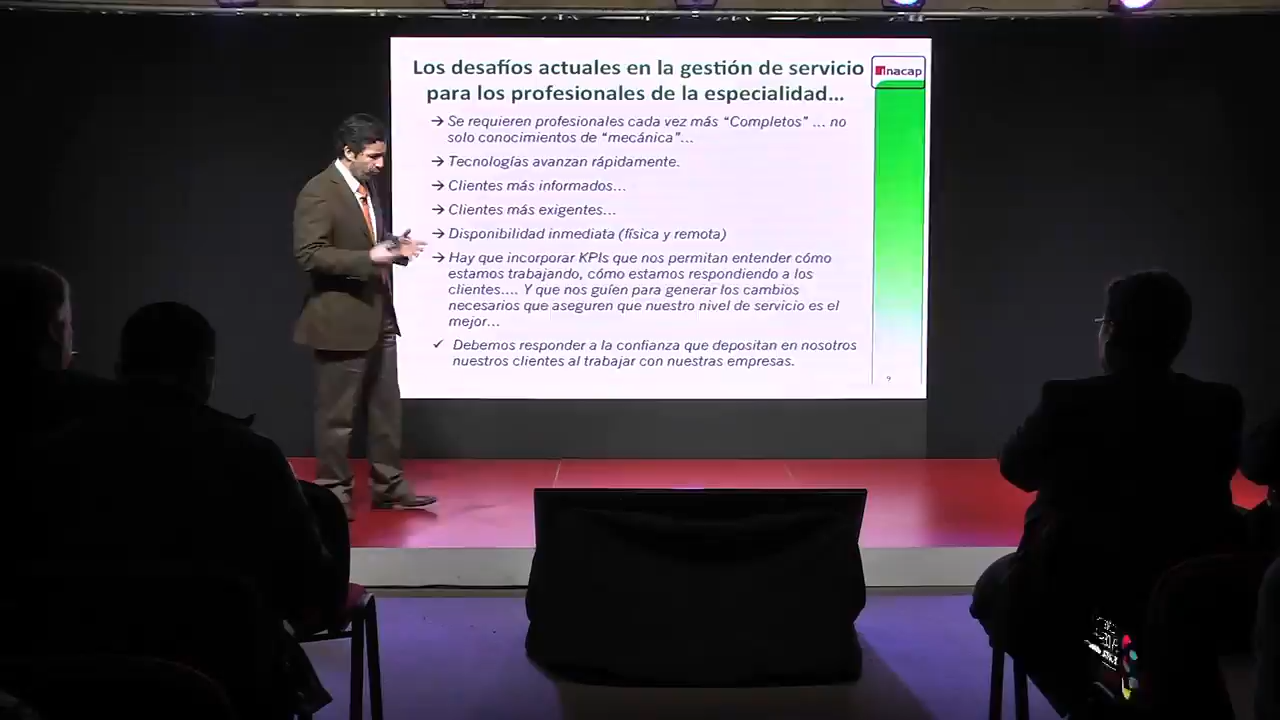 Los desafíos actuales en la gestión de servicio
para los profesionales de la especialidad...
inacap
→ Se requieren profesionales cada vez más “Completos” ... no
solo conocimientos de “mecánica”...
→ Tecnologías avanzan rápidamente.
→ Clientes más informados...
→ Clientes más exigentes...
→ Disponibilidad inmediata (física y remota)
→ Hay que incorporar KPIs que nos permitan entender cómo
estamos trabajando, cómo estamos respondiendo a los
clientes.... Y que nos guíen para generar los cambios
necesarios que aseguren que nuestro nivel de servicio es el
mejor...
✓ Debemos responder a la confianza que depositan en nosotros
nuestros clientes al trabajar con nuestras empresas.
9